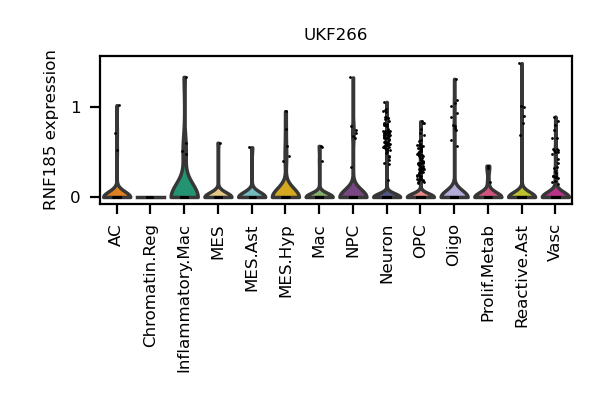 UKF266
RNF185 expression
1
0
AC
Chromatin.Reg
Inflammatory.Mac
MES
MES.Ast
MES.Hyp
Mac
NPC
Neuron
OPC
Oligo
Prolif.Metab
Reactive.Ast
Vasc